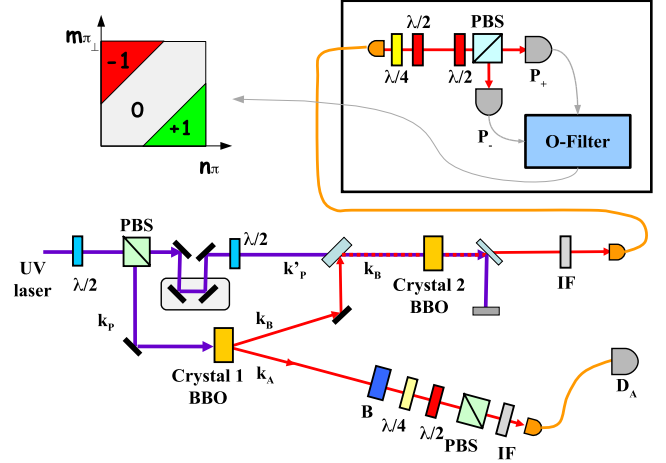 mπ⊥
-1
0
+1
nπ
λ/2
PBS
λ/4
λ/2
P+
P-
O-Filter
PBS
λ/2
UV
laser
λ/2
k'P
kB
Crystal 2
BBO
IF
kP
kB
Crystal 1
BBO
kA
B
λ/4
λ/2
PBS
IF
DA